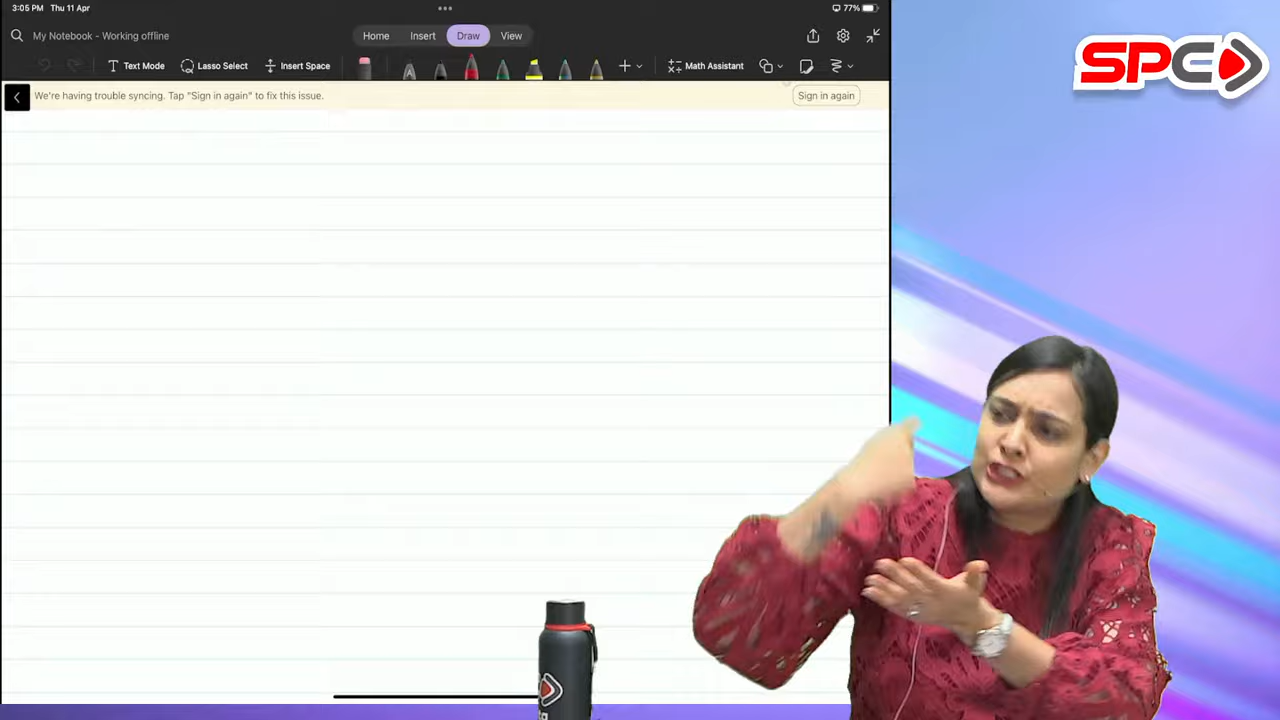 3:05 PM Thu 11 Apr
77%
My Notebook - Working offline
Home Insert Draw View
Text Mode Lasso Select Insert Space Math Assistant
We're having trouble syncing. Tap "Sign in again" to fix this issue. Sign in again
SPC